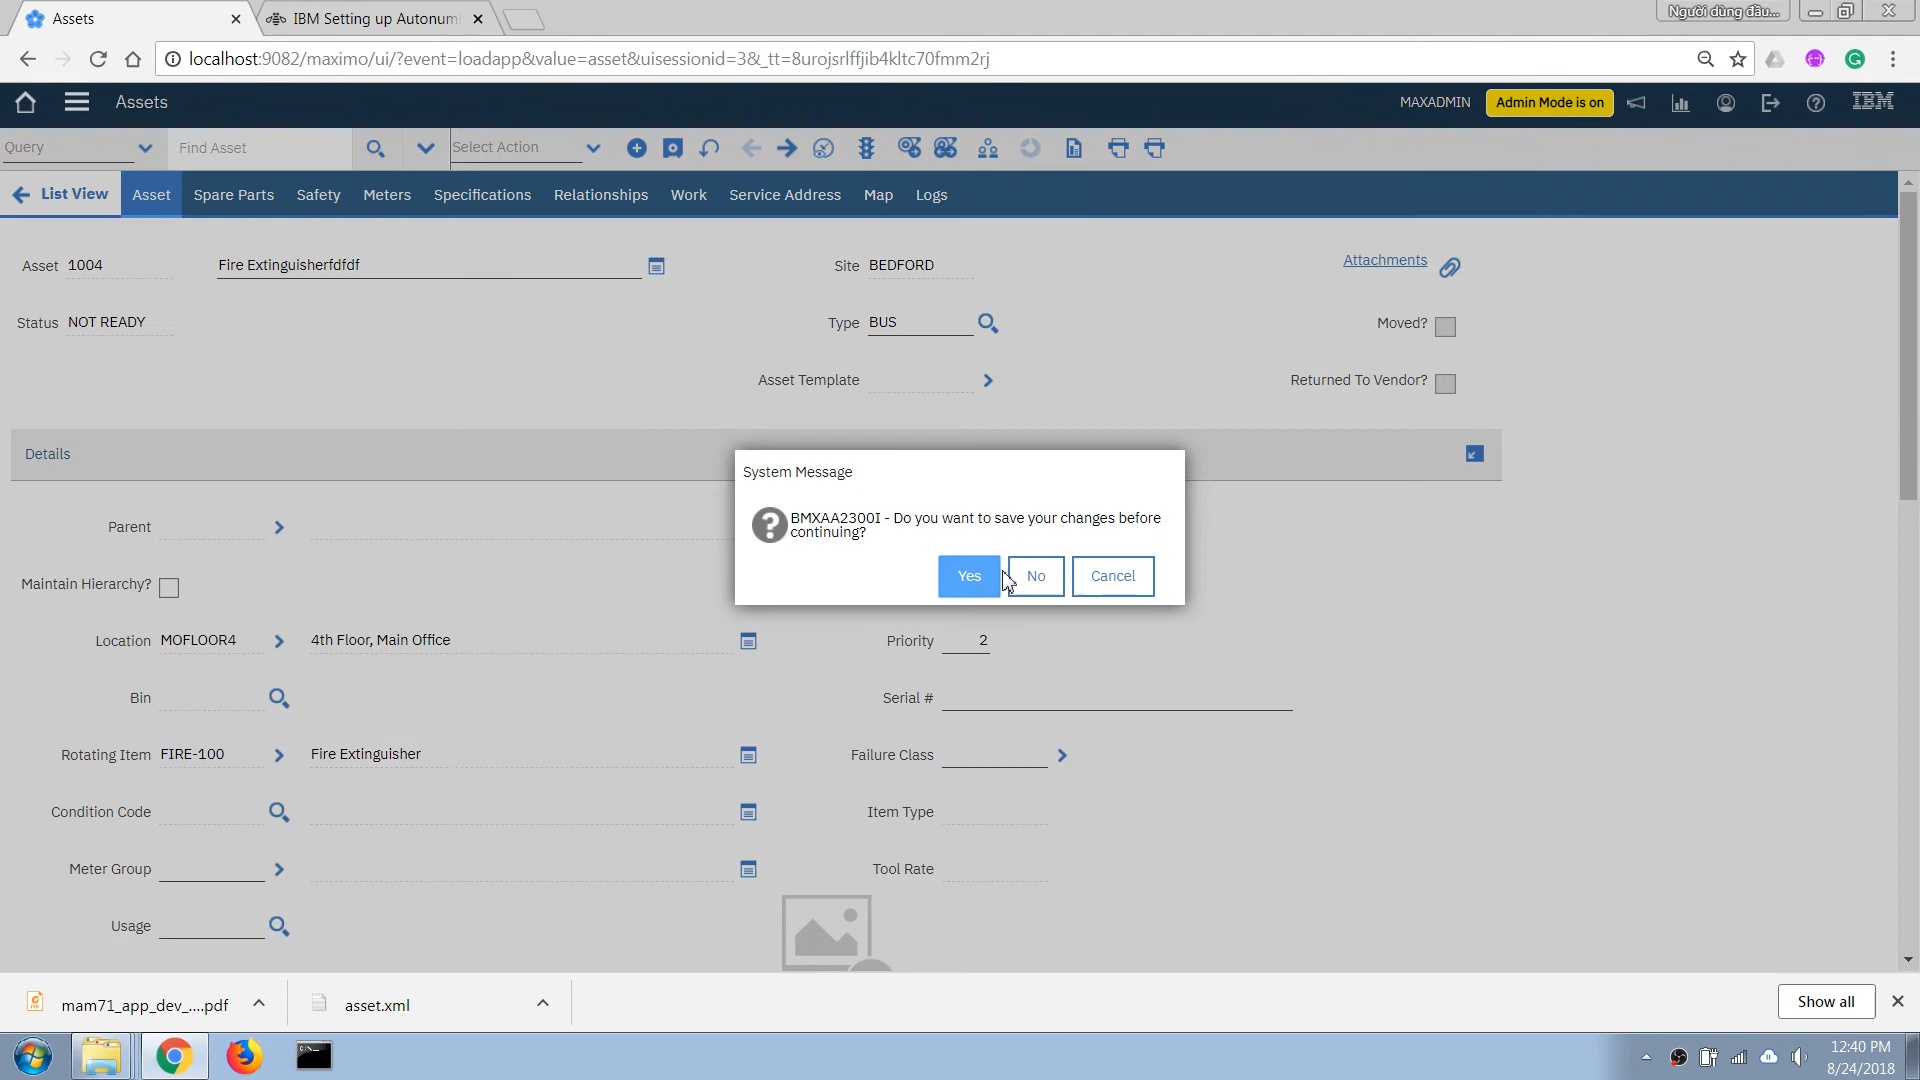 Assets
IBM Setting up Autonuml
Người dùng đầu...
localhost:9082/maximo/ui/?event=loadapp&value=asset&uisessionid=3&_tt=8urojsrlffjib4kltc70fmm2rj
Assets
MAXADMIN
Admin Mode is on
IBM
Query
Find Asset
Select Action
List View
Asset
Spare Parts
Safety
Meters
Specifications
Relationships
Work
Service Address
Map
Logs
Asset 1004
Fire Extinguisherfdfdf
Site BEDFORD
Attachments
Status NOT READY
Type BUS
Moved?
Asset Template
Returned To Vendor?
Details
System Message
BMXAA2300I - Do you want to save your changes before
continuing?
Yes
No
Cancel
Parent
Maintain Hierarchy?
Location MOFLOOR4
4th Floor, Main Office
Priority 2
Bin
Serial #
Rotating Item FIRE-100
Fire Extinguisher
Failure Class
Condition Code
Item Type
Meter Group
Tool Rate
Usage
mam71_app_dev_....pdf
asset.xml
Show all
12:40 PM
8/24/2018